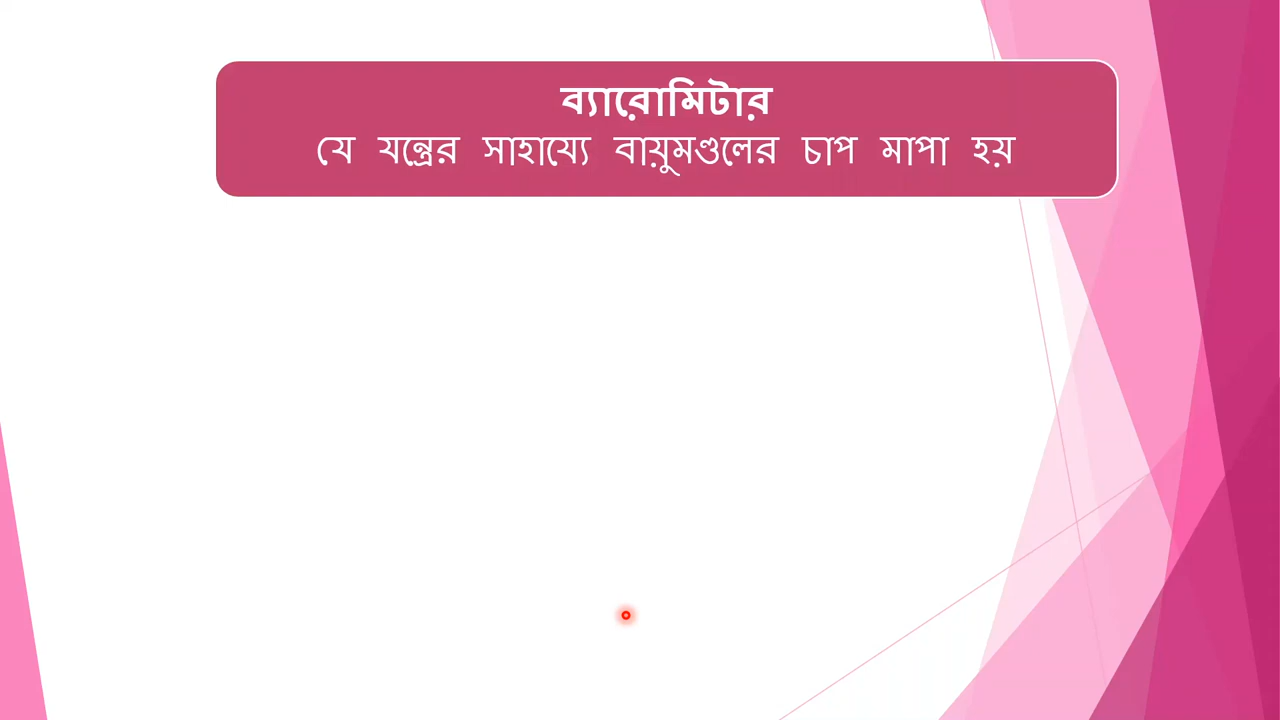 ব্যারোমিটার
যে যন্ত্রের সাহায্যে বায়ুমণ্ডলের চাপ মাপা হয়